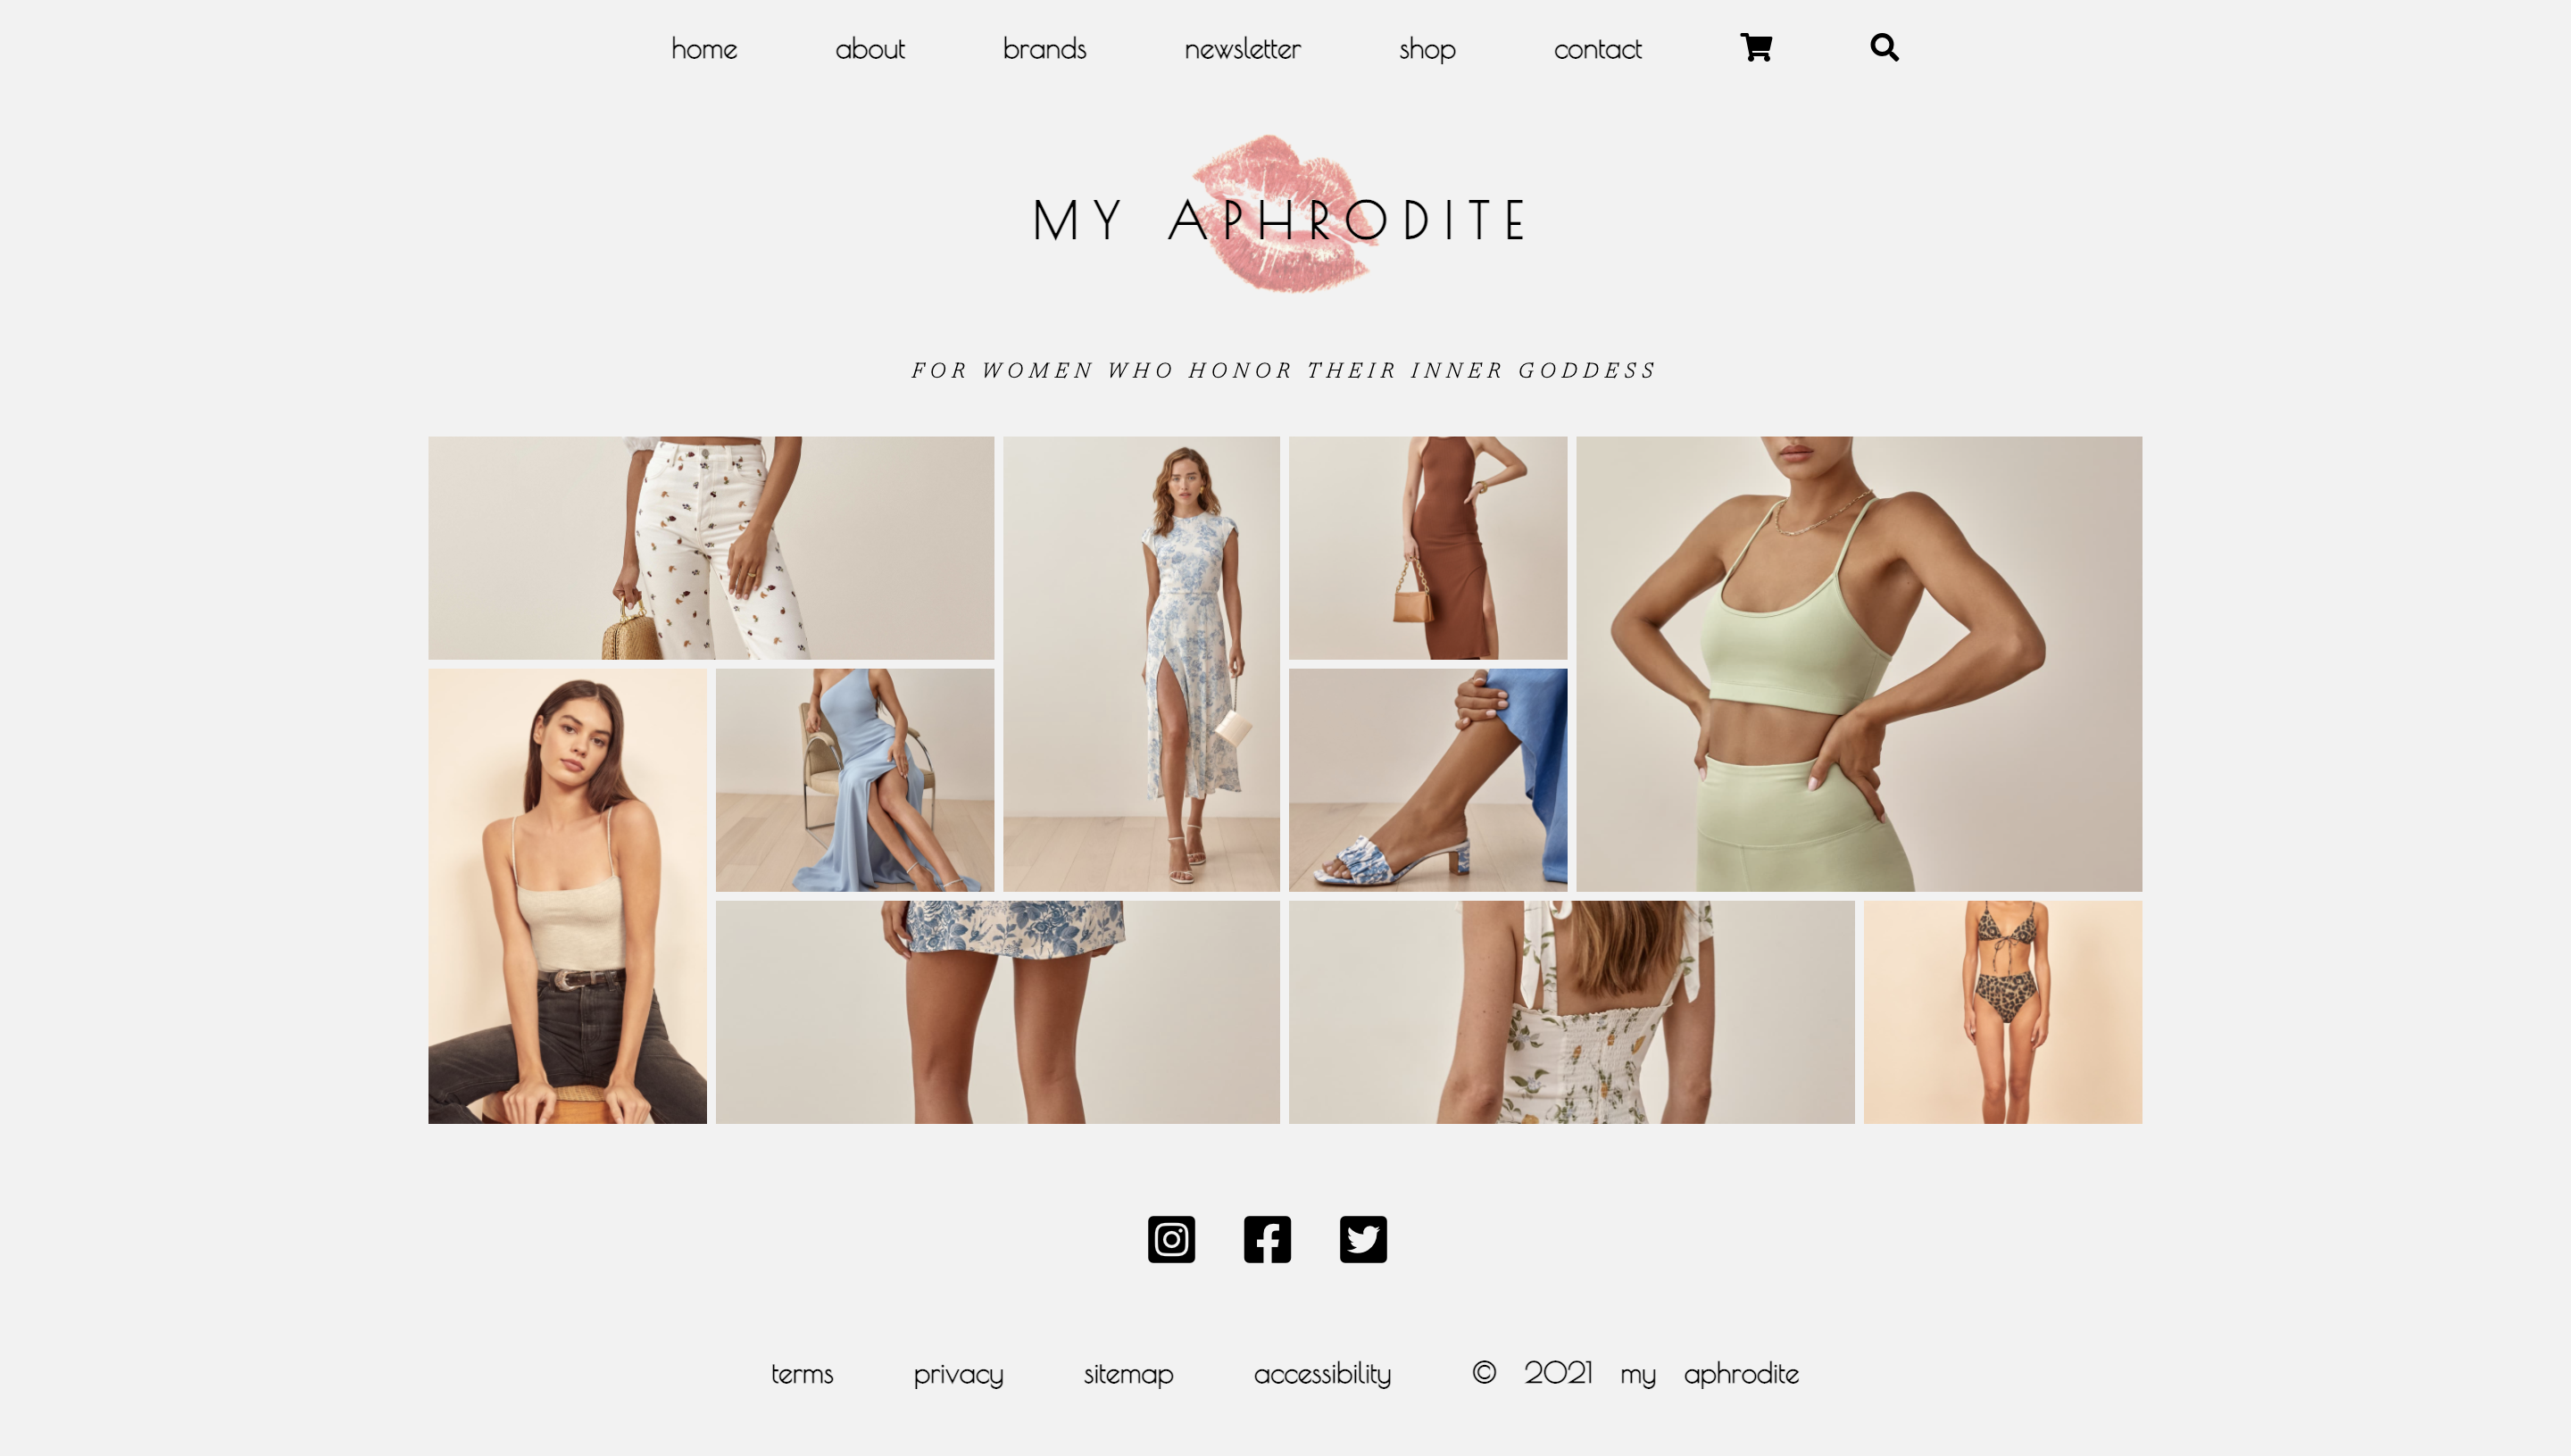 home about brands newsletter shop contact
MY APHRODITE
FOR WOMEN WHO HONOR THEIR INNER GODDESS
terms privacy sitemap accessibility © 2021 my aphrodite